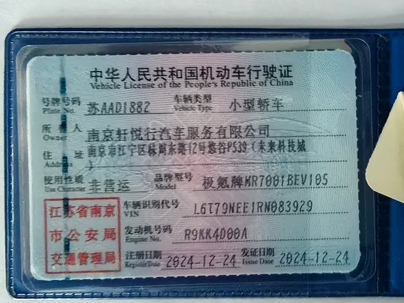 中华人民共和国机动车行驶证
Vehicle License of the People's Republic of China
号牌号码 Plate No. 苏AAD1882 车辆类型 Vehicle Type 小型轿车
所有人 Owner 南京轩悦行汽车服务有限公司
住址 Address 南京市江宁区秣周东路12号悠谷P539（未来科技城）
使用性质 Use Character 非营运 品牌型号 Model 极氪牌MR7001BEV105
江苏省南京市公安局交通管理局
车辆识别代号 VIN L6T79NEE1RN083929
发动机号码 Engine No. R9KK4D00A
注册日期 Register Date 2024-12-24 发证日期 Issue Date 2024-12-24